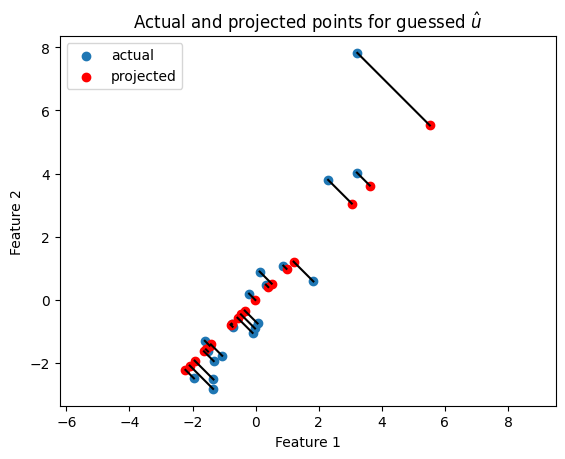 Actual and projected points for guessed û
actual
projected
8
6
4
2
0
−2
Feature 2
−6
−4
−2
0
2
4
6
8
Feature 1